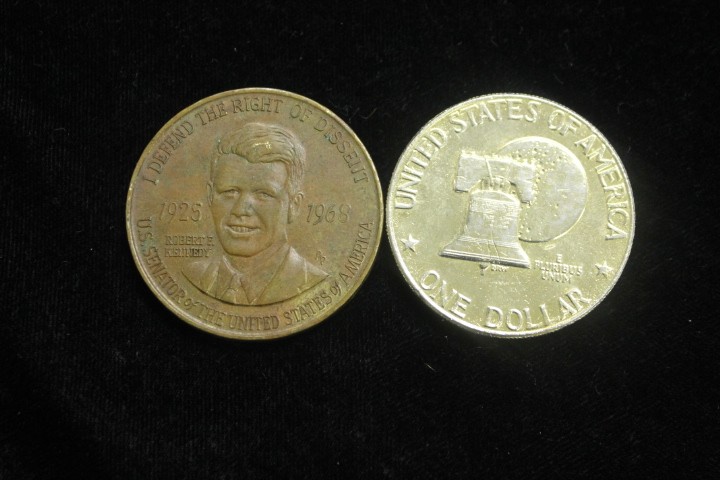 I DEFEND THE RIGHT OF DISSENT
1925 1968
ROBERT F.
KENNEDY
U.S. SENATOR of THE UNITED STATES of AMERICA
UNITED STATES OF AMERICA
E
PLURIBUS
UNUM
ONE DOLLAR